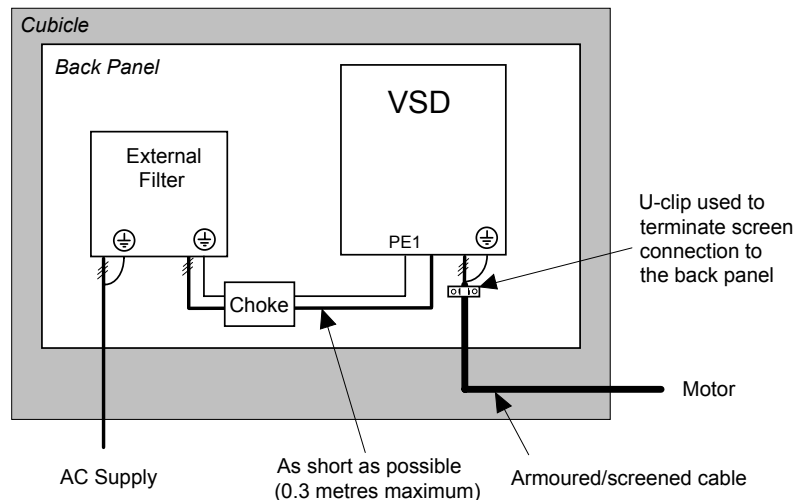 Cubicle
Back Panel
VSD
External
Filter
PE1
Choke
U-clip used to
terminate screen
connection to
the back panel
Motor
AC Supply
As short as possible
(0.3 metres maximum)
Armoured/screened cable